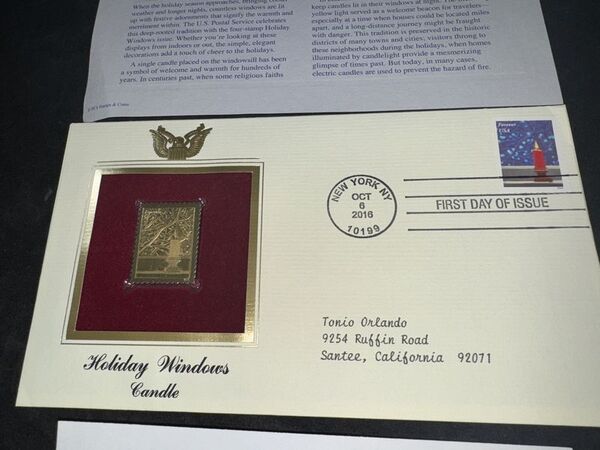 When the holiday season approaches, bringing
weather and longer nights, countless windows are lit
up with festive adornments that signify the warmth and
merriment within. The U.S. Postal Service celebrates
this deep-rooted tradition with the four-stamp Holiday
Windows issue. Whether you're looking at these
displays from indoors or out, the simple, elegant
decorations add a touch of cheer to the holidays.
A single candle placed on the windowsill has been
a symbol of welcome and warmth for hundreds of
years. In centuries past, when some religious faiths
keep candles lit in their windows at night. The
yellow light served as a welcome beacon for travelers—
especially at a time when houses could be located miles
apart, and a long-distance journey might be fraught
with danger. This tradition is preserved in the historic
districts of many towns and cities; visitors throng to
these neighborhoods during the holidays, when homes
illuminated by candlelight provide a mesmerizing
glimpse of times past. But today, in many cases,
electric candles are used to prevent the hazard of fire.
Stamps & Coins
Forever
USA
NEW YORK NY
OCT
6
2016
10199
FIRST DAY OF ISSUE
Tonio Orlando
9254 Ruffin Road
Santee, California 92071
Holiday Windows
Candle